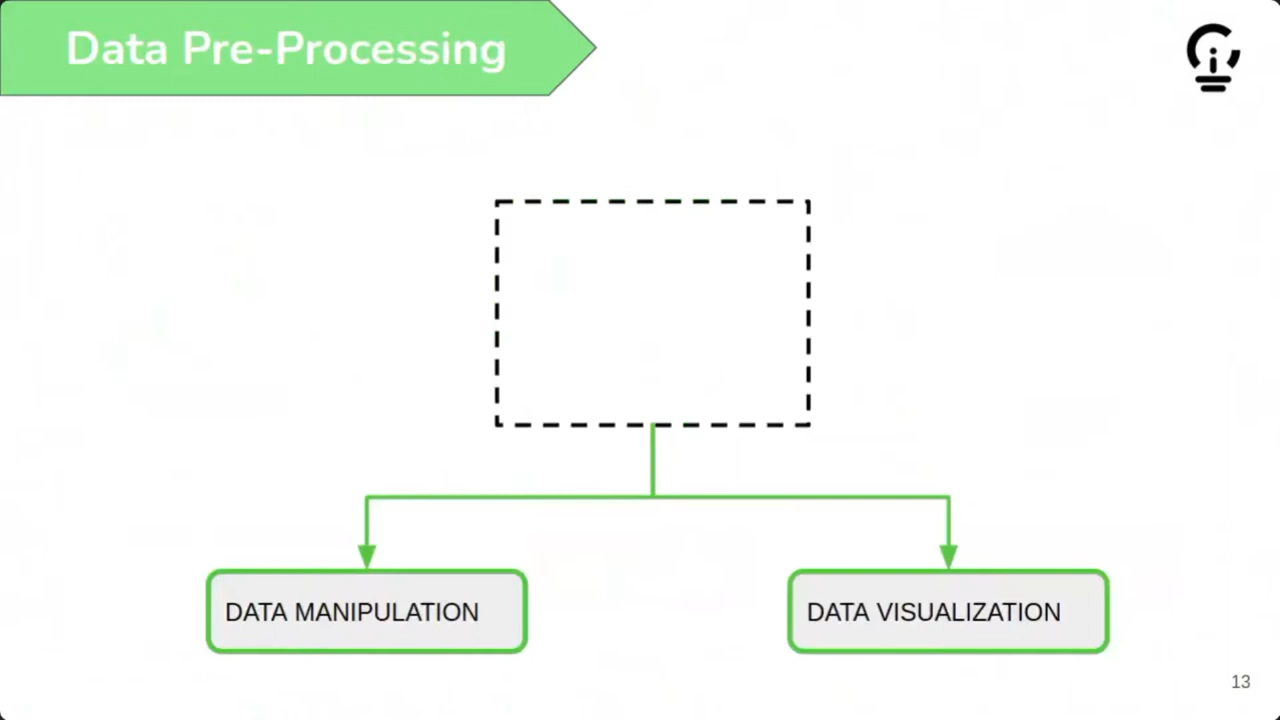 Data Pre-Processing
DATA MANIPULATION
DATA VISUALIZATION
13